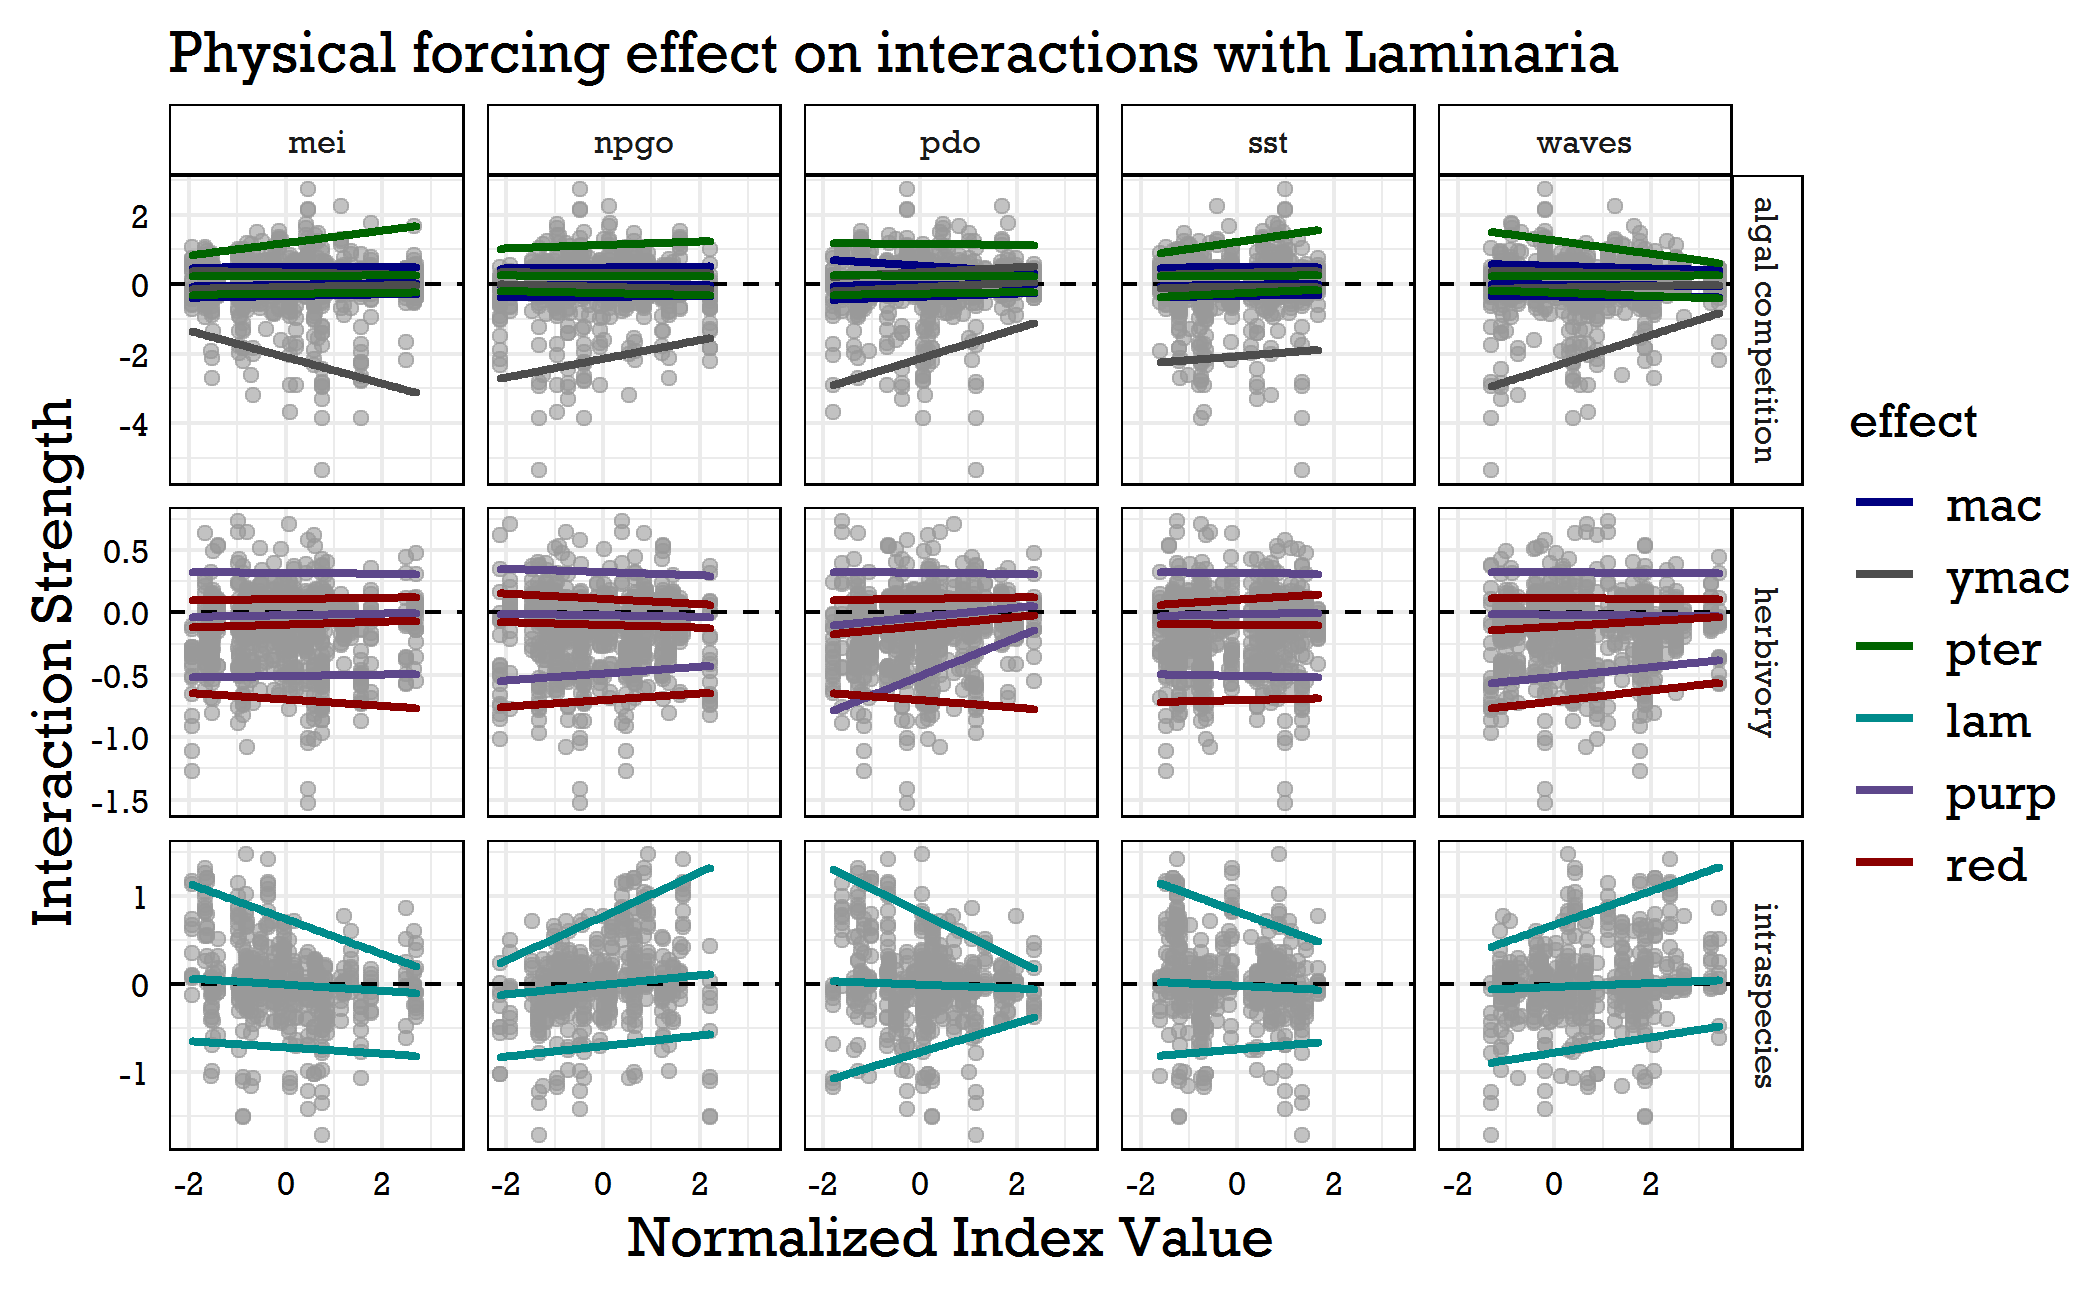 Physical forcing effect on interactions with Laminaria
mei npgo pdo sst waves
2
0
-2
-4
algal competition
0.5
0.0
-0.5
-1.0
-1.5
herbivory
1
0
-1
intraspecies
-2 0 2 -2 0 2 -2 0 2 -2 0 2 -2 0 2
Normalized Index Value
Interaction Strength
effect
mac
ymac
pter
lam
purp
red